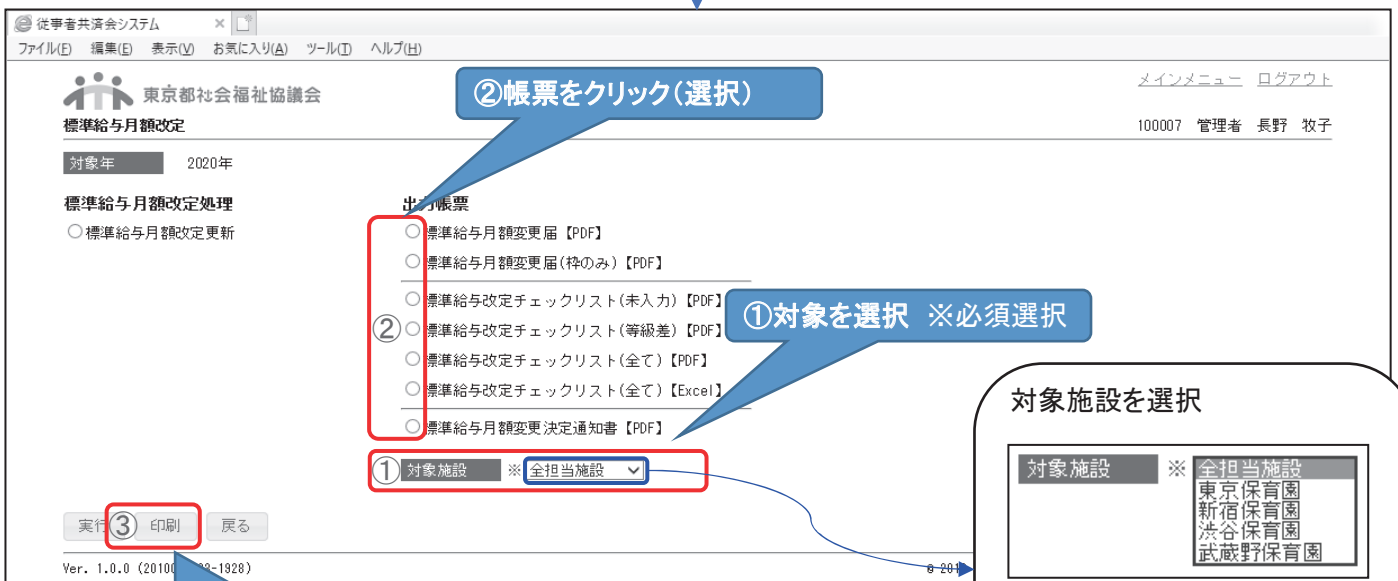 従事者共済会システム
ファイル(F) 編集(E) 表示(V) お気に入り(A) ツール(T) ヘルプ(H)
東京都社会福祉協議会
②帳票をクリック(選択)
メインメニュー ログアウト
標準給与月額改定
100007 管理者 長野 牧子
対象年 2020年
標準給与月額改定処理
出力帳票
○標準給与月額改定更新
○標準給与月額変更届【PDF】
○標準給与月額変更届(枠のみ)【PDF】
○標準給与改定チェックリスト(未入力)【PDF】
①対象を選択 ※必須選択
②
○標準給与改定チェックリスト(等級差)【PDF】
○標準給与改定チェックリスト(全て)【PDF】
○標準給与改定チェックリスト(全て)【Excel】
○標準給与月額変更決定通知書【PDF】
① 対象施設 ※ 全担当施設
対象施設を選択
対象施設 ※ 全担当施設
東京保育園
新宿保育園
渋谷保育園
武蔵野保育園
実行 ③ 印刷 戻る
Ver. 1.0.0 (20100 -1928)